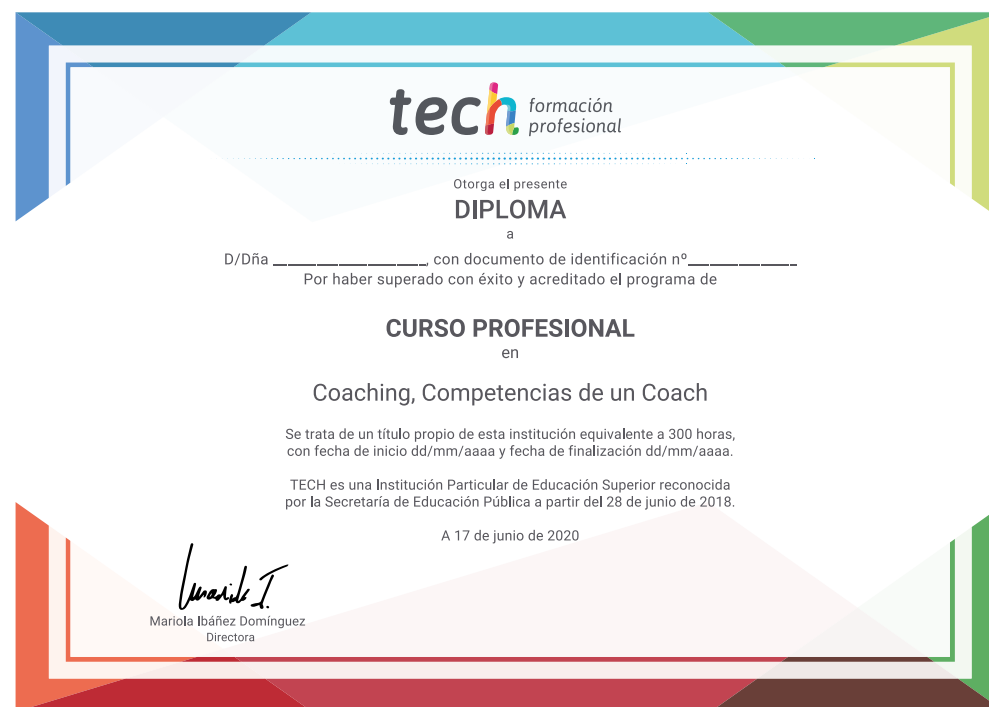 tech formación
profesional
Otorga el presente
DIPLOMA
a
D/Dña ____________________, con documento de identificación nº______________
Por haber superado con éxito y acreditado el programa de
CURSO PROFESIONAL
en
Coaching, Competencias de un Coach
Se trata de un título propio de esta institución equivalente a 300 horas,
con fecha de inicio dd/mm/aaaa y fecha de finalización dd/mm/aaaa.
TECH es una Institución Particular de Educación Superior reconocida
por la Secretaría de Educación Pública a partir del 28 de junio de 2018.
A 17 de junio de 2020
Mariola Ibáñez Domínguez
Directora